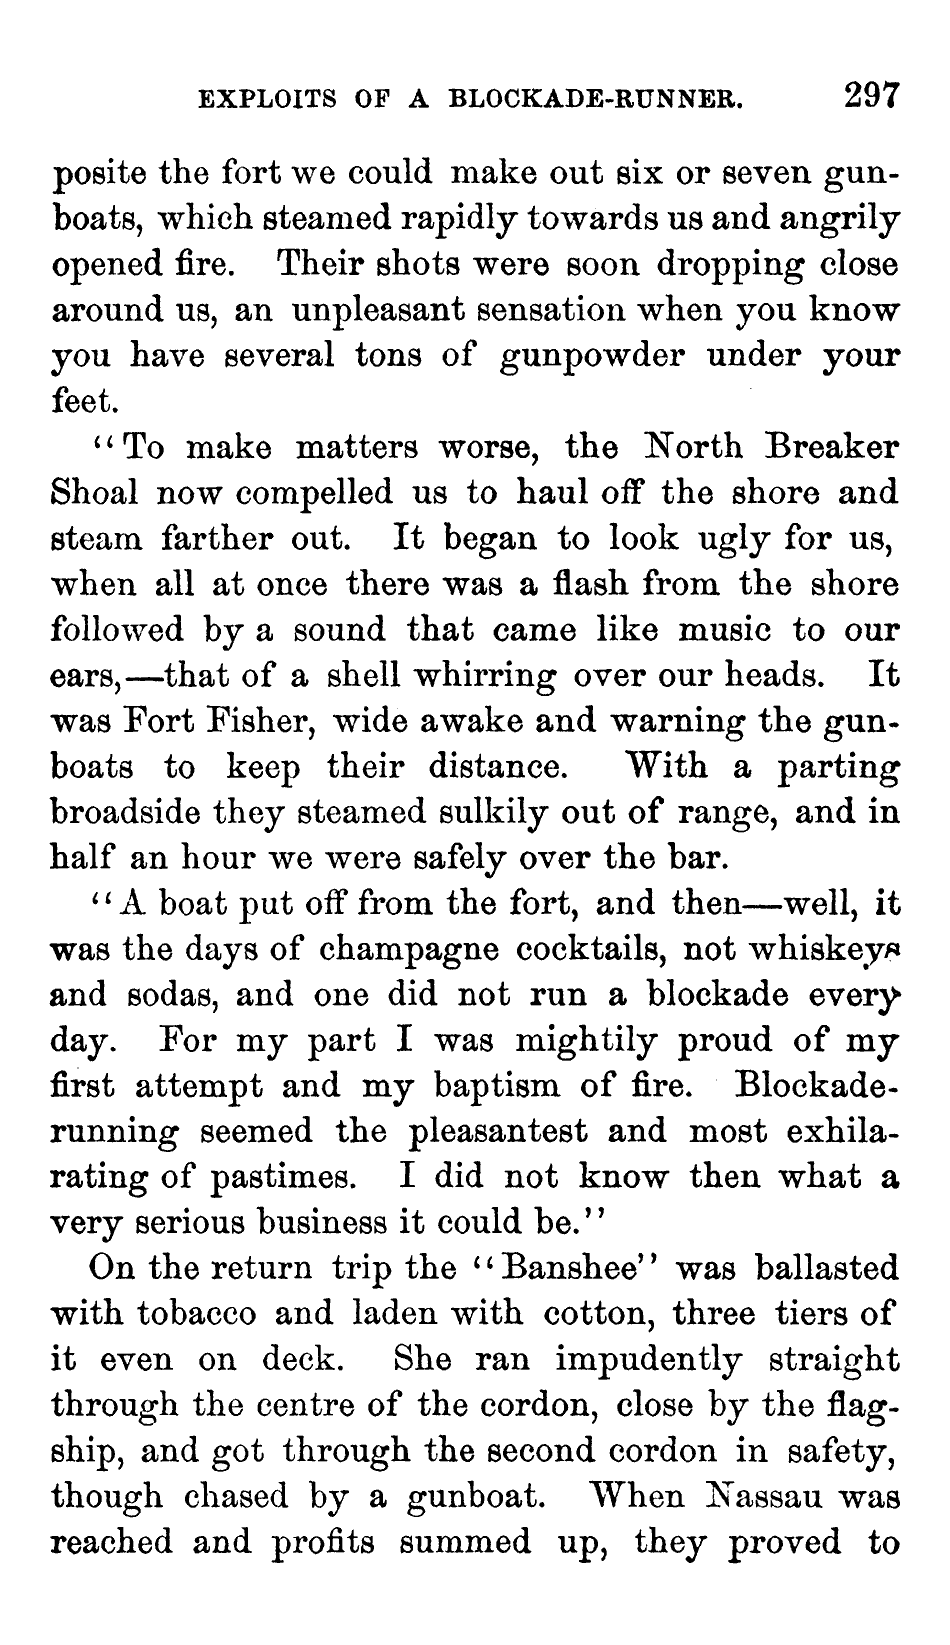 EXPLOITS OF A BLOCKADE-RUNNER. 297
posite the fort we could make out six or seven gun-
boats, which steamed rapidly towards us and angrily
opened fire. Their shots were soon dropping close
around us, an unpleasant sensation when you know
you have several tons of gunpowder under your
feet.
“To make matters worse, the North Breaker
Shoal now compelled us to haul off the shore and
steam farther out. It began to look ugly for us,
when all at once there was a flash from the shore
followed by a sound that came like music to our
ears,—that of a shell whirring over our heads. It
was Fort Fisher, wide awake and warning the gun-
boats to keep their distance. With a parting
broadside they steamed sulkily out of range, and in
half an hour we were safely over the bar.
“A boat put off from the fort, and then—well, it
was the days of champagne cocktails, not whiskeys
and sodas, and one did not run a blockade every
day. For my part I was mightily proud of my
first attempt and my baptism of fire. Blockade-
running seemed the pleasantest and most exhila-
rating of pastimes. I did not know then what a
very serious business it could be.”
On the return trip the “Banshee” was ballasted
with tobacco and laden with cotton, three tiers of
it even on deck. She ran impudently straight
through the centre of the cordon, close by the flag-
ship, and got through the second cordon in safety,
though chased by a gunboat. When Nassau was
reached and profits summed up, they proved to